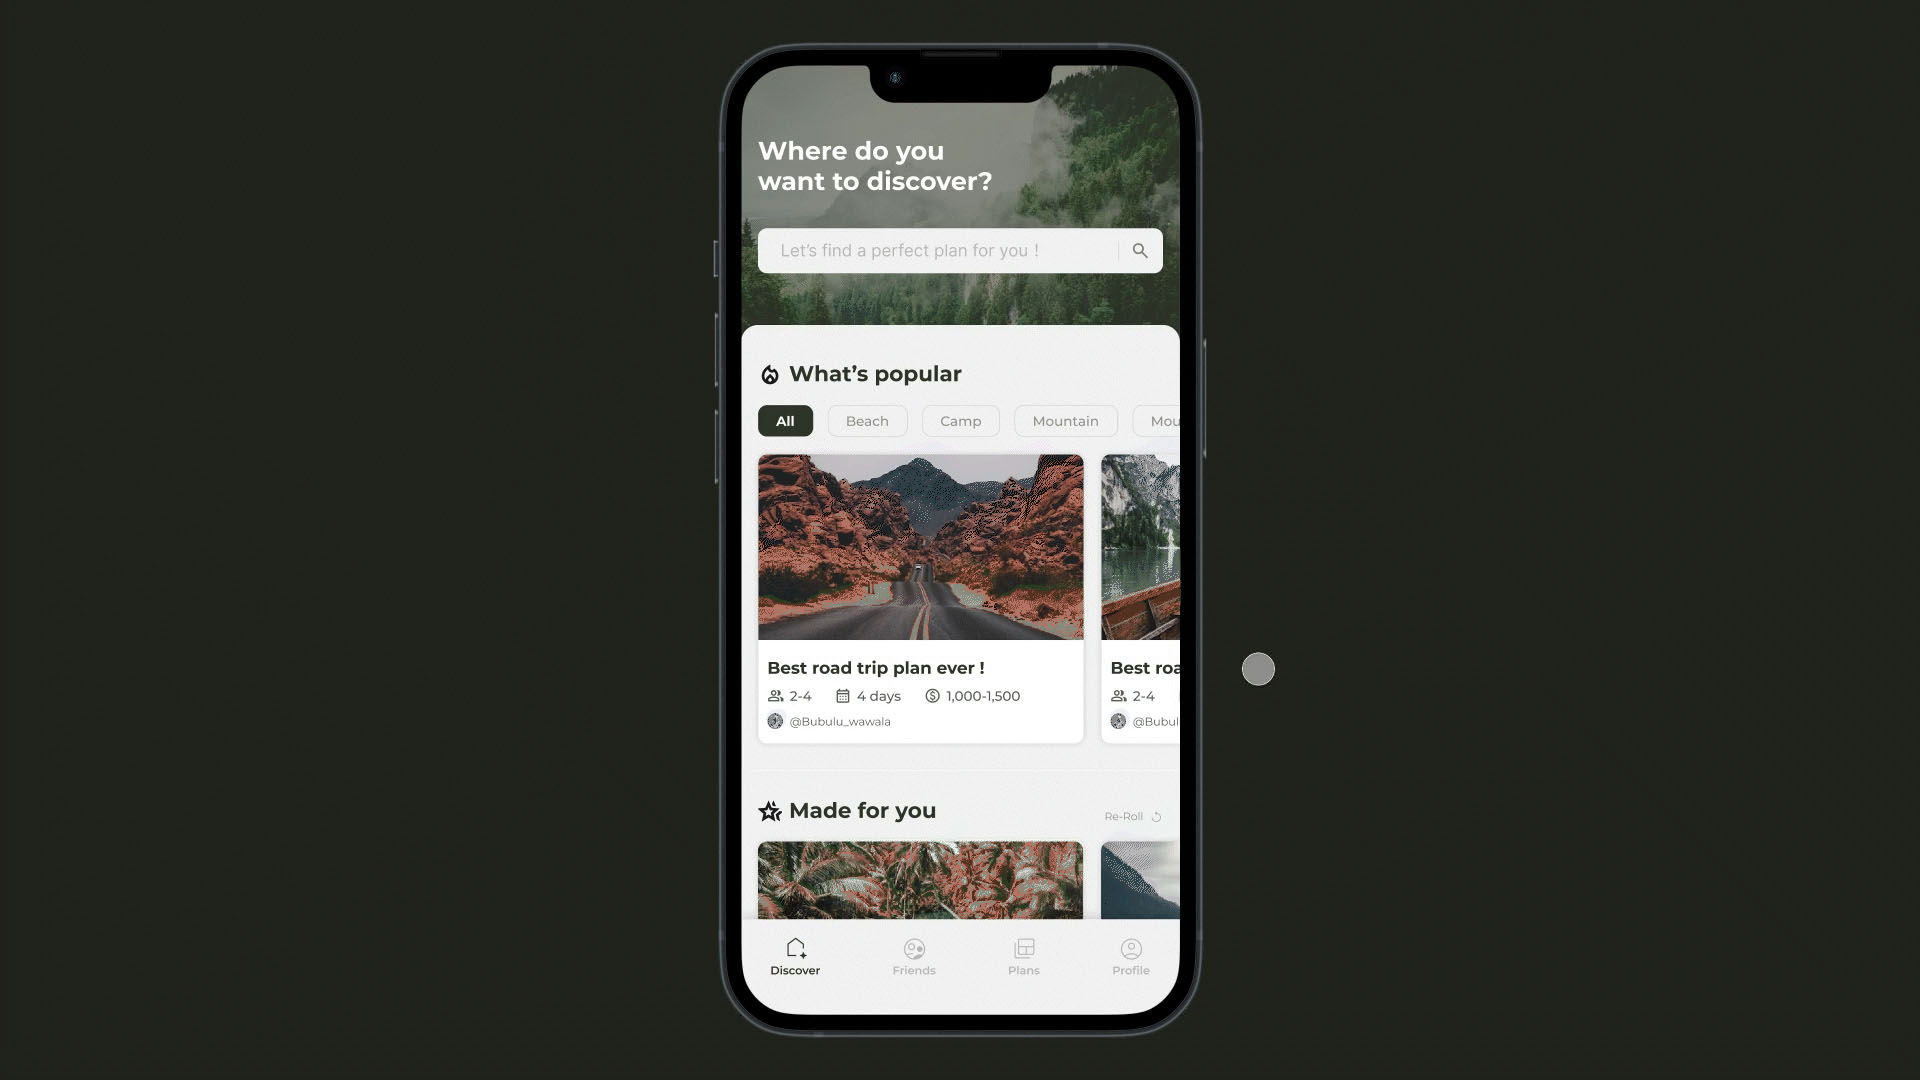 Where do you
want to discover?
Let's find a perfect plan for you !
What's popular
All
Beach
Camp
Mountain
Mou
Best road trip plan ever !
2-4
4 days
1,000-1,500
@Bubulu_wawala
Best roa
2-4
@Bubul
Made for you
Re-Roll
Discover
Friends
Plans
Profile